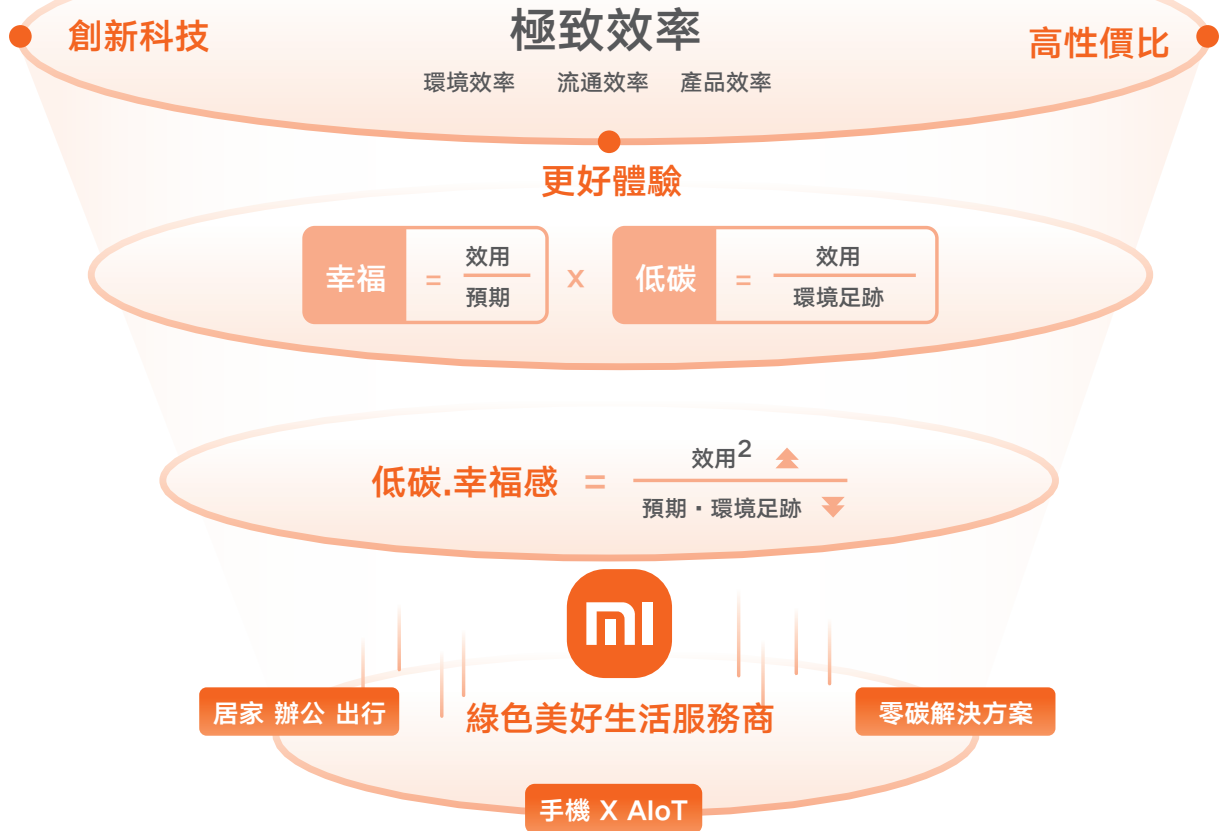 極致效率
創新科技
高性價比
環境效率 流通效率 產品效率
更好體驗
幸福 = 效用 / 預期 x 低碳 = 效用 / 環境足跡
低碳.幸福感 = 效用² / 預期・環境足跡
mi
居家 辦公 出行
綠色美好生活服務商
零碳解決方案
手機 X AIoT